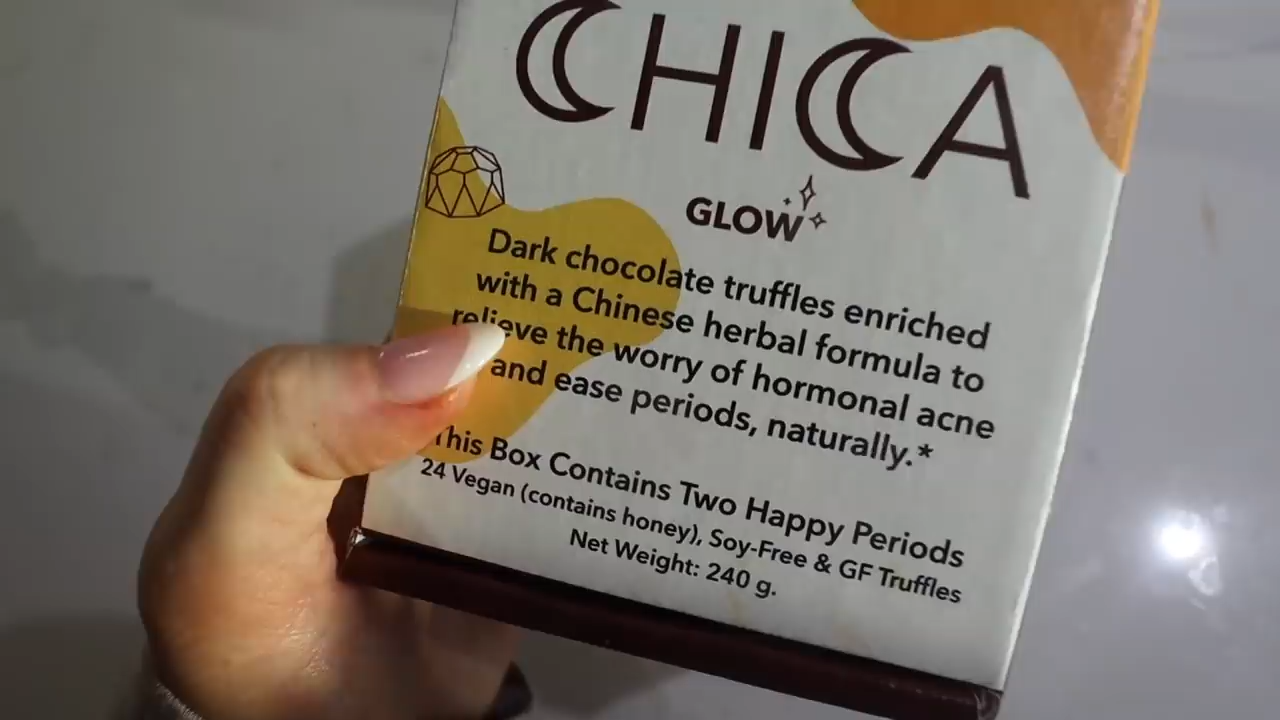 CHICA
GLOW
Dark chocolate truffles enriched
with a Chinese herbal formula to
relieve the worry of hormonal acne
and ease periods, naturally.*
This Box Contains Two Happy Periods
24 Vegan (contains honey), Soy-Free & GF Truffles
Net Weight: 240 g.